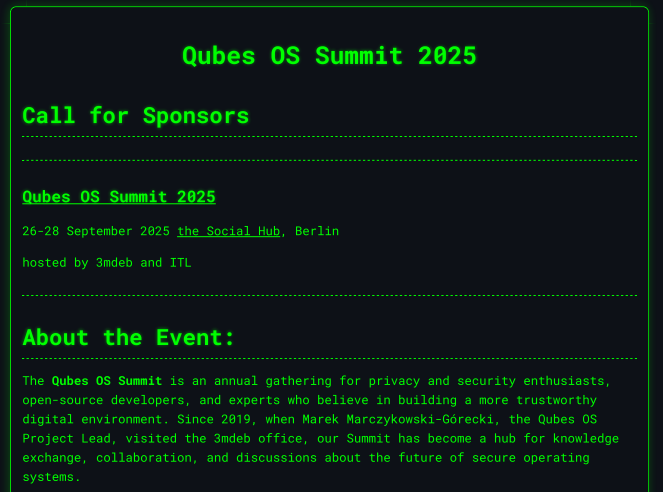 Qubes OS Summit 2025
Call for Sponsors
Qubes OS Summit 2025
26-28 September 2025 the Social Hub, Berlin
hosted by 3mdeb and ITL
About the Event:
The Qubes OS Summit is an annual gathering for privacy and security enthusiasts,
open-source developers, and experts who believe in building a more trustworthy
digital environment. Since 2019, when Marek Marczykowski-Górecki, the Qubes OS
Project Lead, visited the 3mdeb office, our Summit has become a hub for knowledge
exchange, collaboration, and discussions about the future of secure operating
systems.